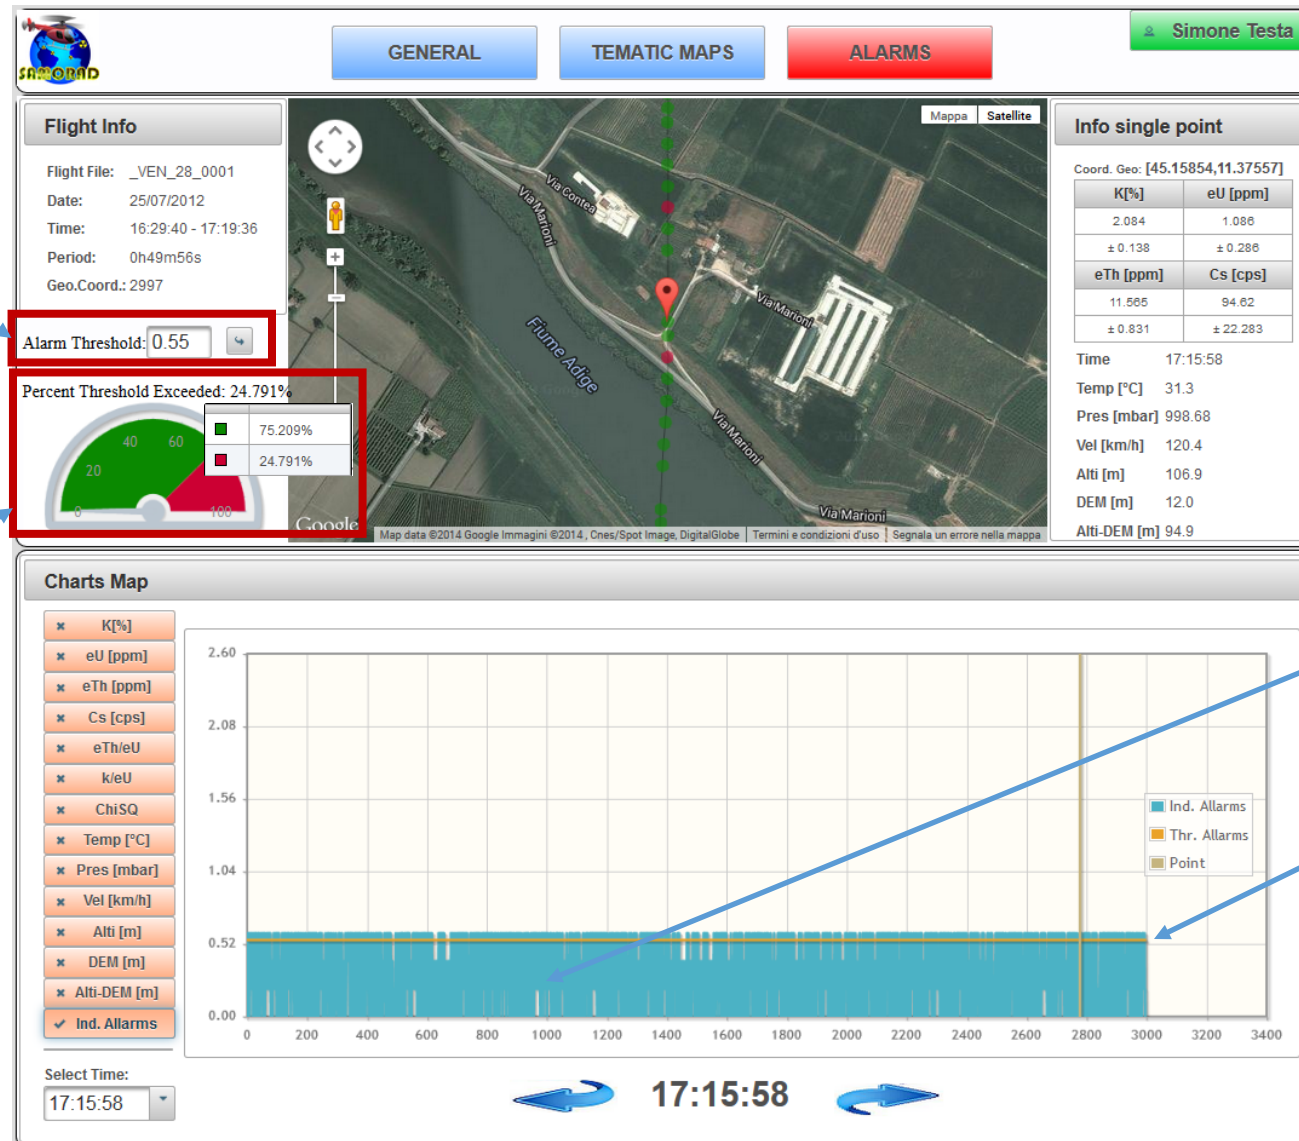 SAMORAD
GENERAL
TEMATIC MAPS
ALARMS
Simone Testa
Flight Info
Flight File: _VEN_28_0001
Date: 25/07/2012
Time: 16:29:40 - 17:19:36
Period: 0h49m56s
Geo.Coord.: 2997
Alarm Threshold: 0.55
Percent Threshold Exceeded: 24.791%
0 20 40 60 100
75.209%
24.791%
Mappa Satellite
Via Contea
Via Marioni
Via Marioni
Fiume Adige
Via Marioni
Via Marioni
Google
Map data ©2014 Google Immagini ©2014 , Cnes/Spot Image, DigitalGlobe Termini e condizioni d'uso Segnala un errore nella mappa
Info single point
Coord. Geo: [45.15854,11.37557]
K[%] eU [ppm]
2.084 1.086
± 0.138 ± 0.286
eTh [ppm] Cs [cps]
11.565 94.62
± 0.831 ± 22.283
Time 17:15:58
Temp [°C] 31.3
Pres [mbar] 998.68
Vel [km/h] 120.4
Alti [m] 106.9
DEM [m] 12.0
Alti-DEM [m] 94.9
Charts Map
K[%]
eU [ppm]
eTh [ppm]
Cs [cps]
eTh/eU
k/eU
ChiSQ
Temp [°C]
Pres [mbar]
Vel [km/h]
Alti [m]
DEM [m]
Alti-DEM [m]
Ind. Allarms
Select Time:
17:15:58
2.60
2.08
1.56
1.04
0.52
0.00
0 200 400 600 800 1000 1200 1400 1600 1800 2000 2200 2400 2600 2800 3000 3200 3400
Ind. Allarms
Thr. Allarms
Point
17:15:58